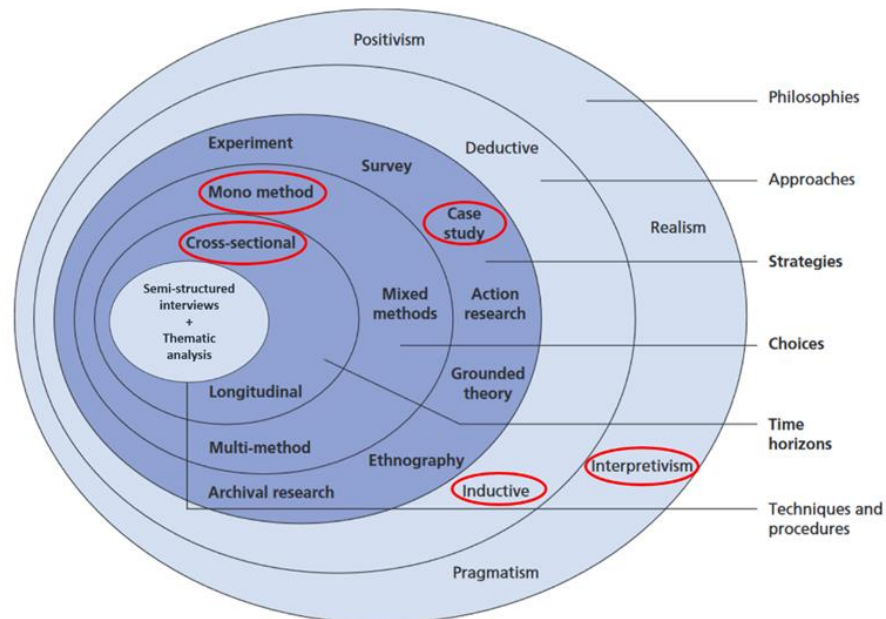 Positivism
Philosophies
Experiment
Deductive
Survey
Approaches
Mono method
Case
study
Realism
Cross-sectional
Strategies
Semi-structured
interviews
+
Thematic
analysis
Mixed
methods
Action
research
Choices
Longitudinal
Grounded
theory
Time
horizons
Multi-method
Ethnography
Interpretivism
Archival research
Inductive
Techniques and
procedures
Pragmatism